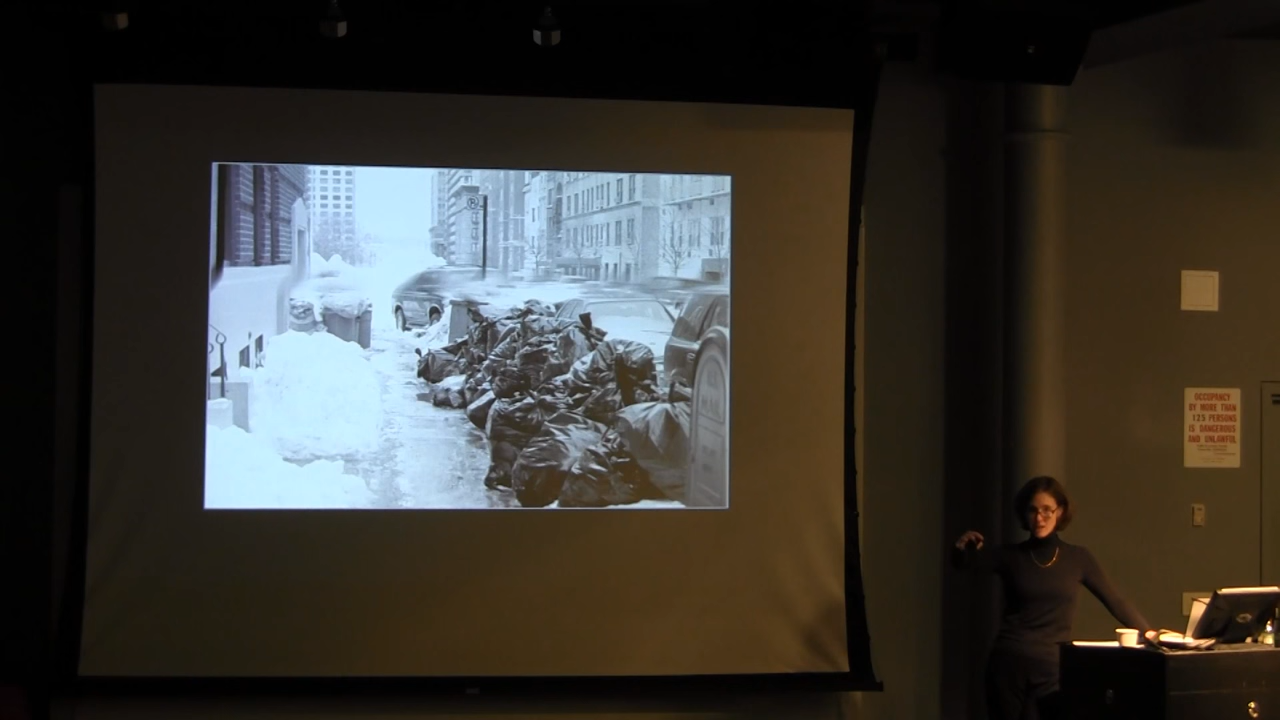 OCCUPANCY
BY MORE THAN
125 PERSONS
IS DANGEROUS
AND UNLAWFUL